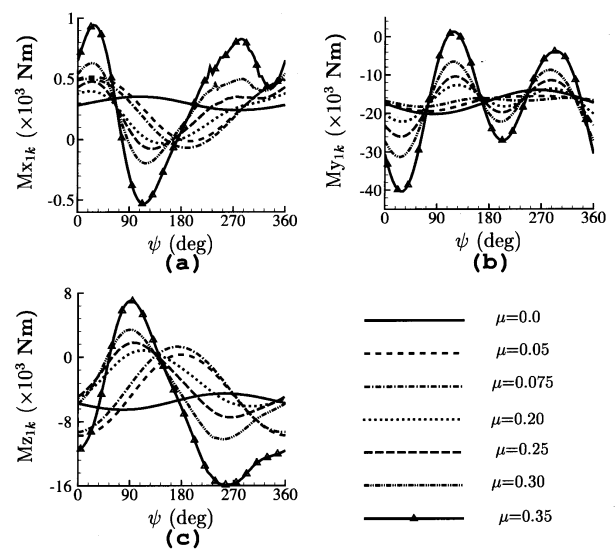 Mx₁ₖ (×10³ Nm)
1
0.5
0
-0.5
0 90 180 270 360
ψ (deg)
(a)
My₁ₖ (×10³ Nm)
0
-10
-20
-30
-40
0 90 180 270 360
ψ (deg)
(b)
Mz₁ₖ (×10³ Nm)
8
0
-8
-16
0 90 180 270 360
ψ (deg)
(c)
μ=0.0
μ=0.05
μ=0.075
μ=0.20
μ=0.25
μ=0.30
μ=0.35